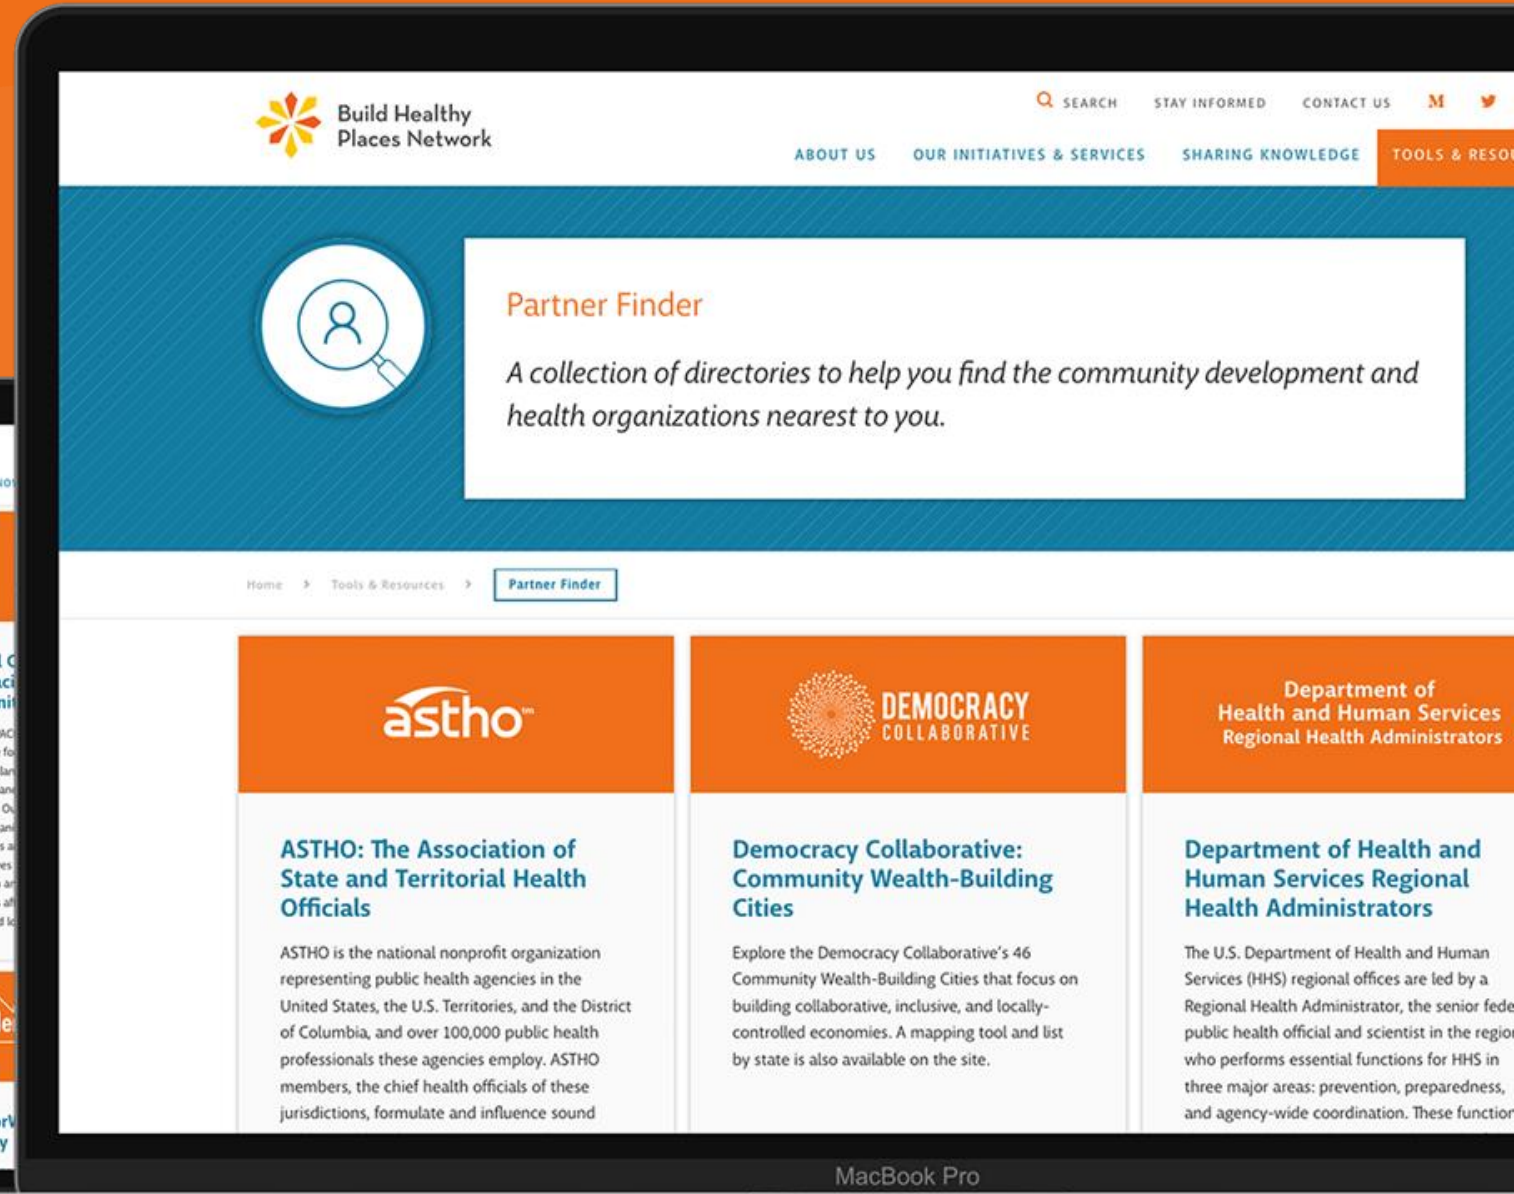 Build Healthy
Places Network
SEARCH STAY INFORMED CONTACT US
ABOUT US OUR INITIATIVES & SERVICES SHARING KNOWLEDGE TOOLS &
Partner Finder
A collection of directories to help you find the community development and
health organizations nearest to you.
Home > Tools & Resources > Partner Finder
astho™
DEMOCRACY
COLLABORATIVE
Department of
Health and Human Services
Regional Health Administrators
ASTHO: The Association of
State and Territorial Health
Officials
ASTHO is the national nonprofit organization
representing public health agencies in the
United States, the U.S. Territories, and the District
of Columbia, and over 100,000 public health
professionals these agencies employ. ASTHO
members, the chief health officials of these
jurisdictions, formulate and influence sound
Democracy Collaborative:
Community Wealth-Building
Cities
Explore the Democracy Collaborative's 46
Community Wealth-Building Cities that focus on
building collaborative, inclusive, and locally-
controlled economies. A mapping tool and list
by state is also available on the site.
Department of Health and
Human Services Regional
Health Administrators
The U.S. Department of Health and Human
Services (HHS) regional offices are led by a
Regional Health Administrator, the senior
public health official and scientist in the
who performs essential functions for HHS in
three major areas: prevention, preparedness,
and agency-wide coordination. These
MacBook Pro